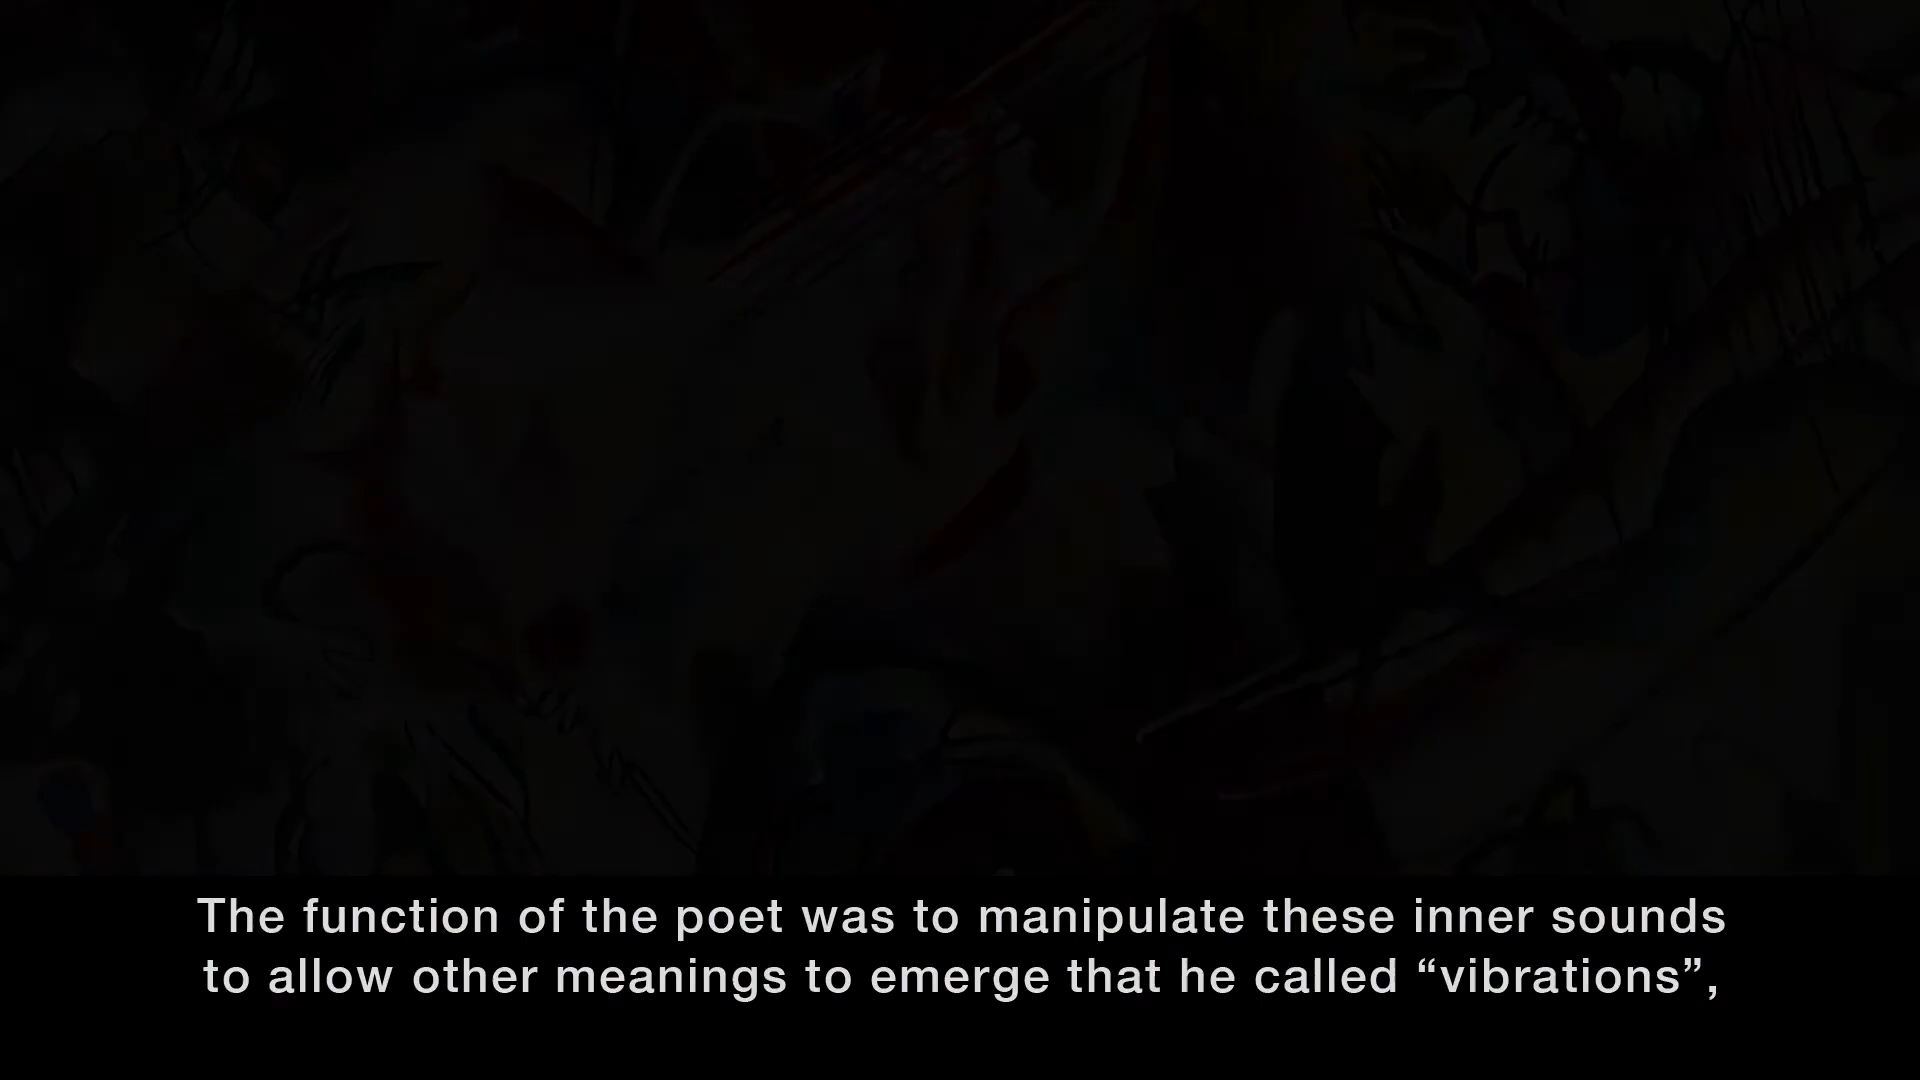 The function of the poet was to manipulate these inner sounds
to allow other meanings to emerge that he called “vibrations”,